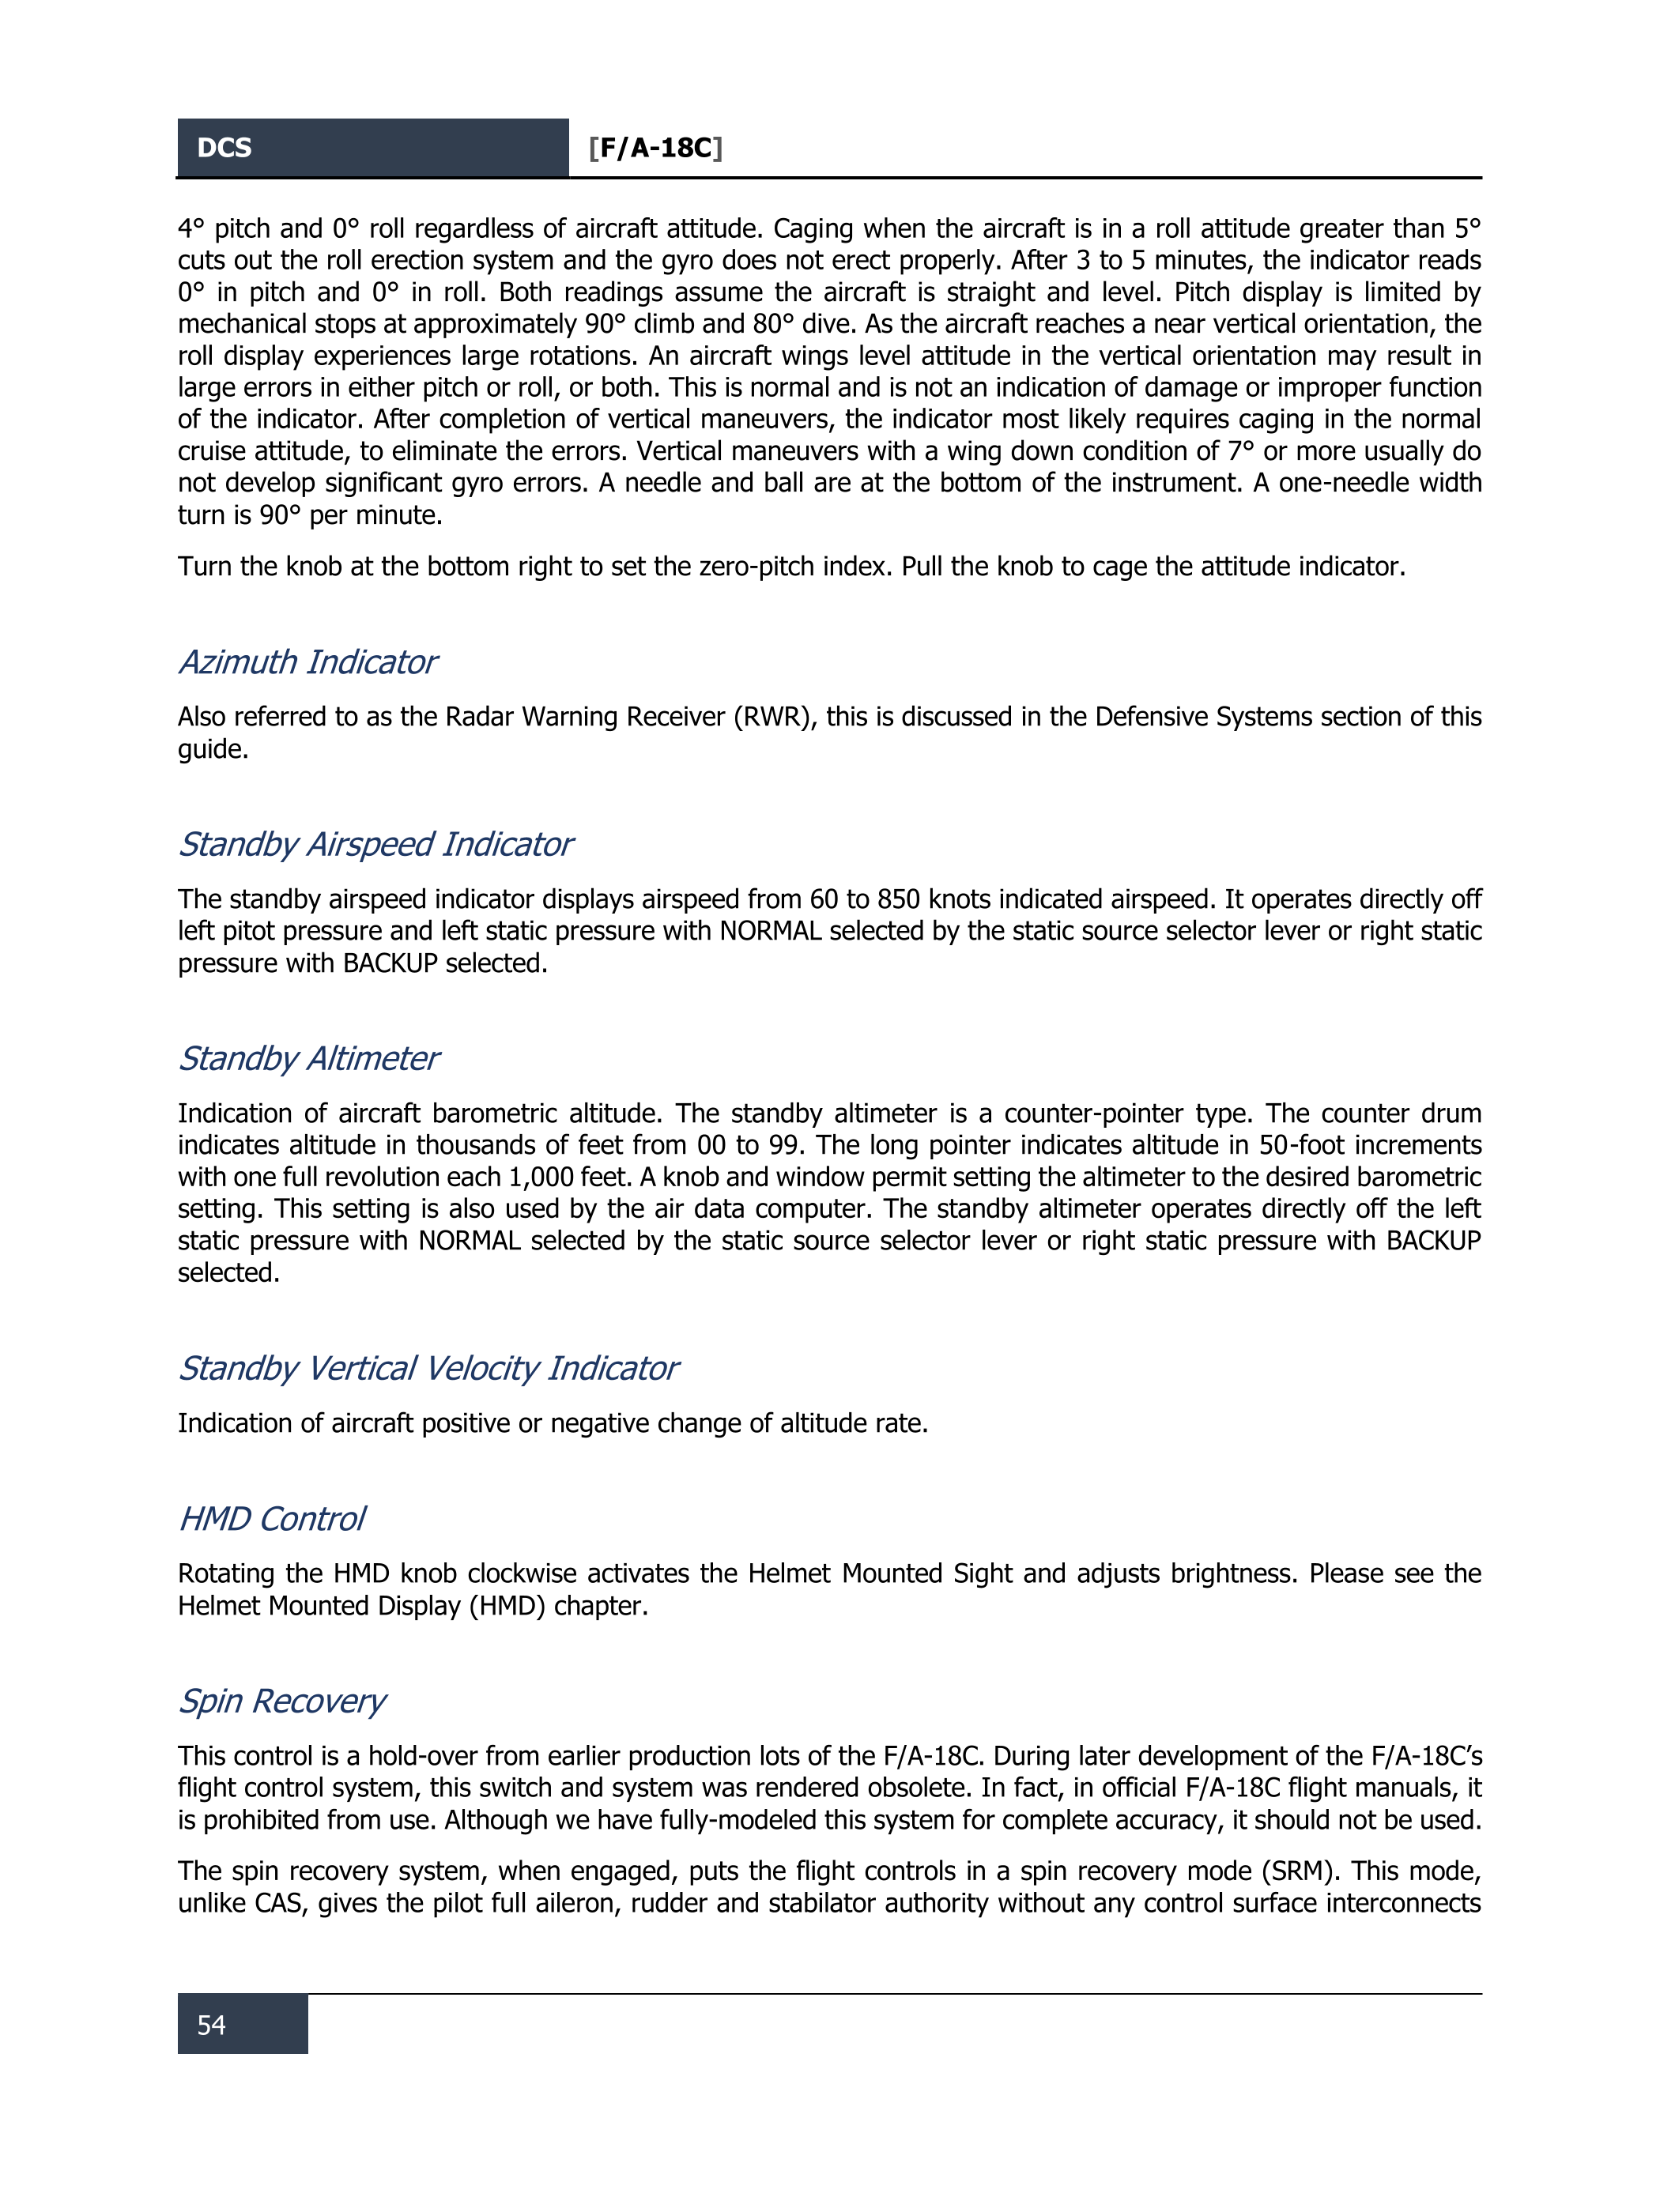 DCS [F/A-18C]
4° pitch and 0° roll regardless of aircraft attitude. Caging when the aircraft is in a roll attitude greater than 5°
cuts out the roll erection system and the gyro does not erect properly. After 3 to 5 minutes, the indicator reads
0° in pitch and 0° in roll. Both readings assume the aircraft is straight and level. Pitch display is limited by
mechanical stops at approximately 90° climb and 80° dive. As the aircraft reaches a near vertical orientation, the
roll display experiences large rotations. An aircraft wings level attitude in the vertical orientation may result in
large errors in either pitch or roll, or both. This is normal and is not an indication of damage or improper function
of the indicator. After completion of vertical maneuvers, the indicator most likely requires caging in the normal
cruise attitude, to eliminate the errors. Vertical maneuvers with a wing down condition of 7° or more usually do
not develop significant gyro errors. A needle and ball are at the bottom of the instrument. A one-needle width
turn is 90° per minute.
Turn the knob at the bottom right to set the zero-pitch index. Pull the knob to cage the attitude indicator.
Azimuth Indicator
Also referred to as the Radar Warning Receiver (RWR), this is discussed in the Defensive Systems section of this
guide.
Standby Airspeed Indicator
The standby airspeed indicator displays airspeed from 60 to 850 knots indicated airspeed. It operates directly off
left pitot pressure and left static pressure with NORMAL selected by the static source selector lever or right static
pressure with BACKUP selected.
Standby Altimeter
Indication of aircraft barometric altitude. The standby altimeter is a counter-pointer type. The counter drum
indicates altitude in thousands of feet from 00 to 99. The long pointer indicates altitude in 50-foot increments
with one full revolution each 1,000 feet. A knob and window permit setting the altimeter to the desired barometric
setting. This setting is also used by the air data computer. The standby altimeter operates directly off the left
static pressure with NORMAL selected by the static source selector lever or right static pressure with BACKUP
selected.
Standby Vertical Velocity Indicator
Indication of aircraft positive or negative change of altitude rate.
HMD Control
Rotating the HMD knob clockwise activates the Helmet Mounted Sight and adjusts brightness. Please see the
Helmet Mounted Display (HMD) chapter.
Spin Recovery
This control is a hold-over from earlier production lots of the F/A-18C. During later development of the F/A-18C’s
flight control system, this switch and system was rendered obsolete. In fact, in official F/A-18C flight manuals, it
is prohibited from use. Although we have fully-modeled this system for complete accuracy, it should not be used.
The spin recovery system, when engaged, puts the flight controls in a spin recovery mode (SRM). This mode,
unlike CAS, gives the pilot full aileron, rudder and stabilator authority without any control surface interconnects
54